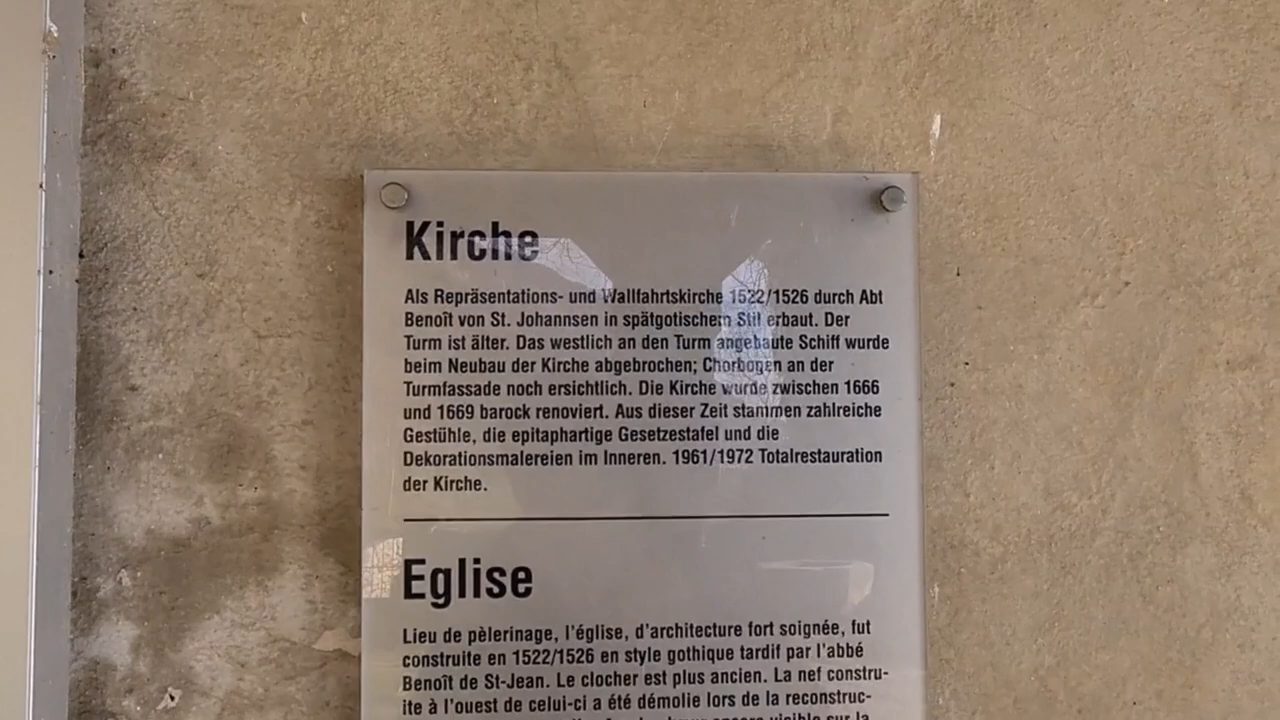 Kirche
Als Repräsentations- und Wallfahrtskirche 1522/1526 durch Abt
Benoît von St. Johannsen in spätgotischem Stil erbaut. Der
Turm ist älter. Das westlich an den Turm angebaute Schiff wurde
beim Neubau der Kirche abgebrochen; Chorbogen an der
Turmfassade noch ersichtlich. Die Kirche wurde zwischen 1666
und 1669 barock renoviert. Aus dieser Zeit stammen zahlreiche
Gestühle, die epitaphartige Gesetzestafel und die
Dekorationsmalereien im Inneren. 1961/1972 Totalrestauration
der Kirche.
Eglise
Lieu de pèlerinage, l'église, d'architecture fort soignée, fut
construite en 1522/1526 en style gothique tardif par l'abbé
Benoît de St-Jean. Le clocher est plus ancien. La nef constru-
ite à l'ouest de celui-ci a été démolie lors de la reconstruc-
encore visible sur la